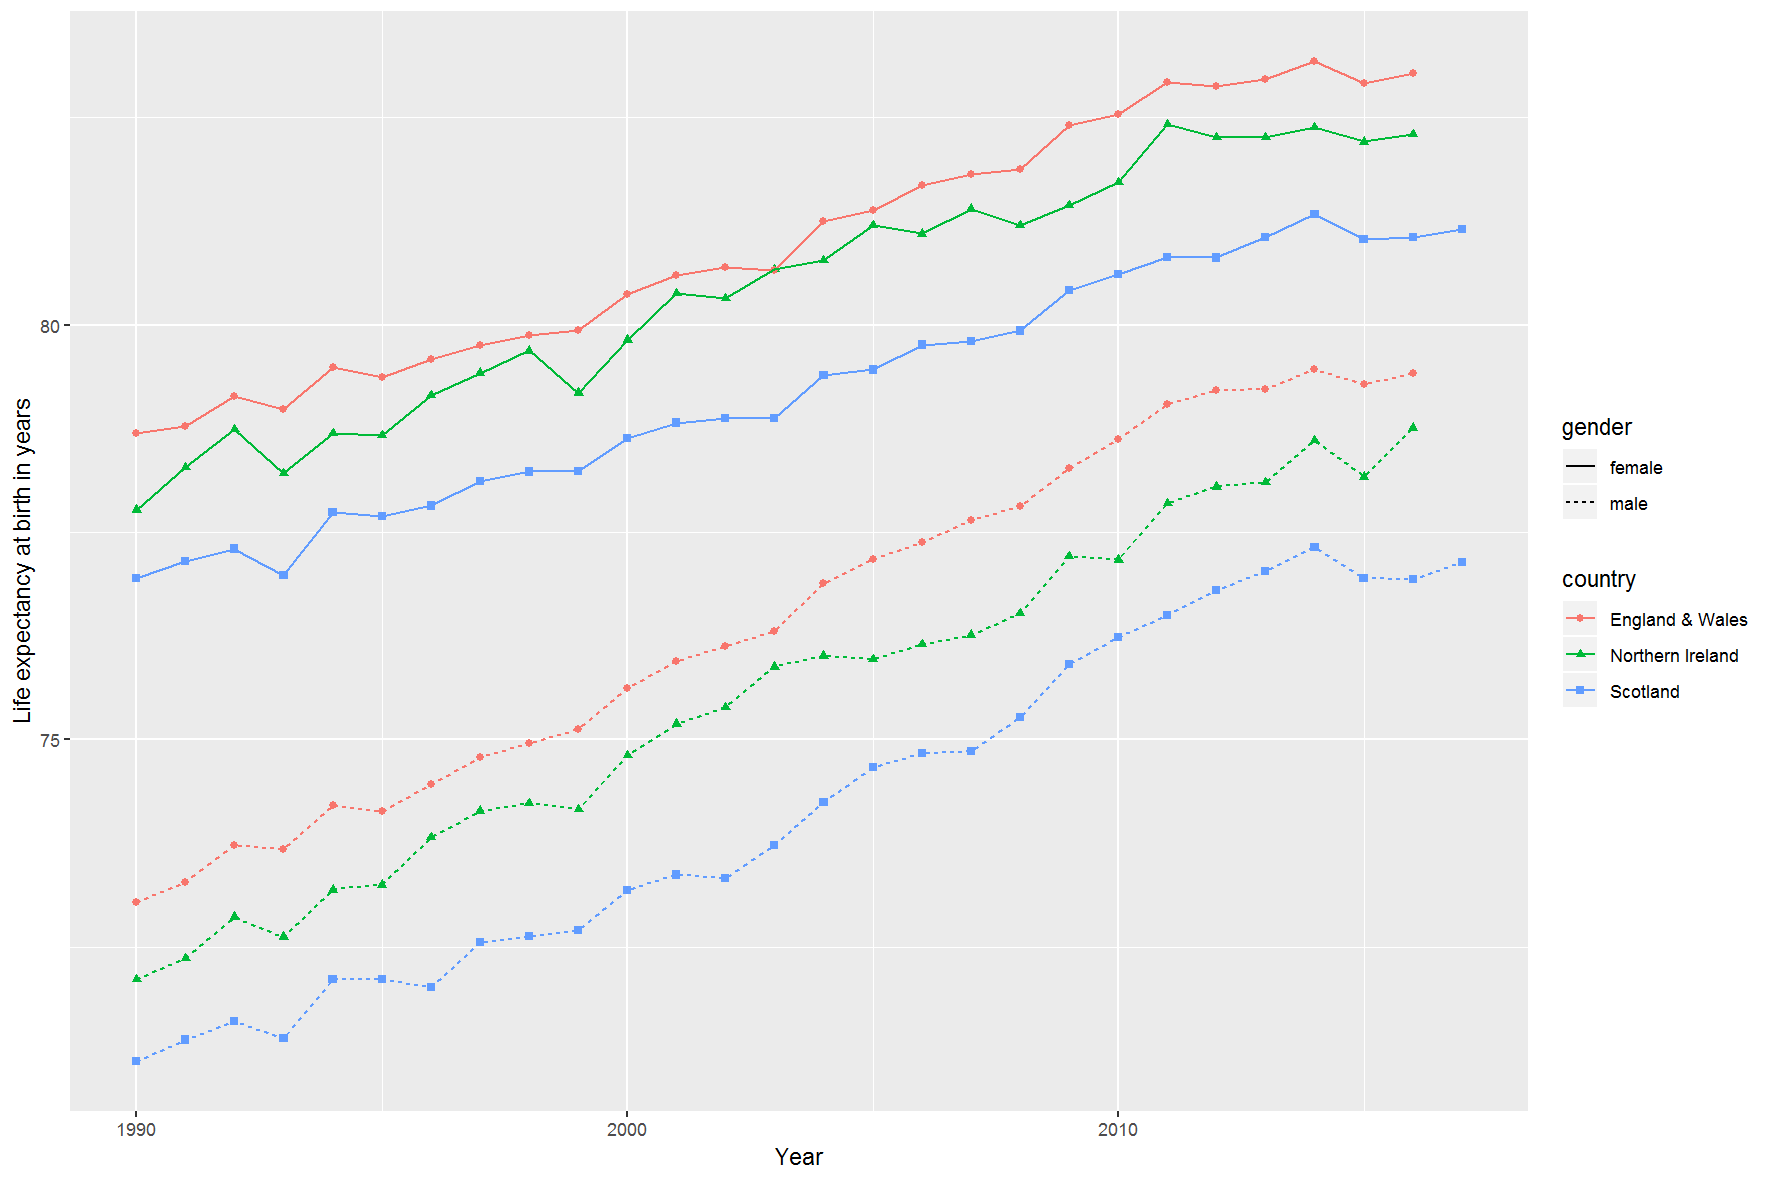 Life expectancy at birth in years
80
75
1990
2000
2010
Year
gender
female
male
country
England & Wales
Northern Ireland
Scotland